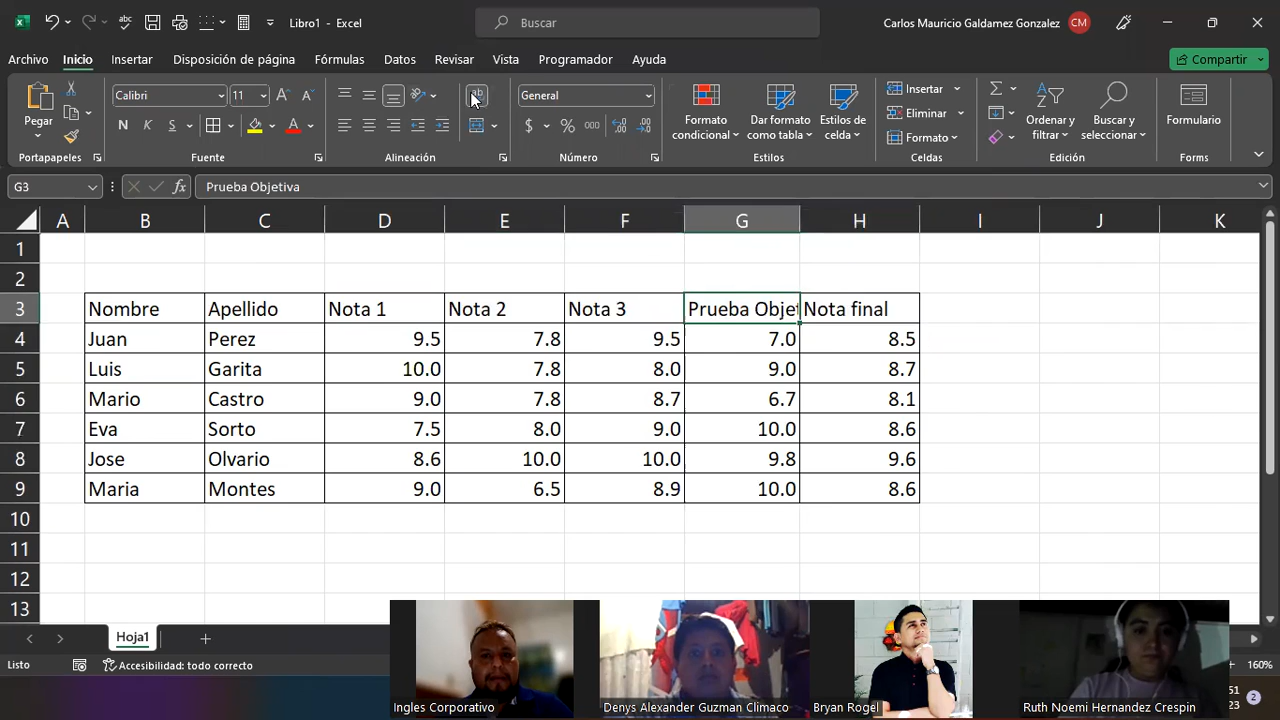 Libro1 - Excel
Buscar
Carlos Mauricio Galdamez Gonzalez CM
Archivo Inicio Insertar Disposición de página Fórmulas Datos Revisar Vista Programador Ayuda Compartir
Pegar
Calibri 11
N K S
ab
General
$ % 000
Formato condicional
Dar formato como tabla
Estilos de celda
Insertar
Eliminar
Formato
Ordenar y filtrar
Buscar y seleccionar
Formulario
Portapapeles Fuente Alineación Número Estilos Celdas Edición Forms
G3 fx Prueba Objetiva
A B C D E F G H I J K
1
2
3 Nombre Apellido Nota 1 Nota 2 Nota 3 Prueba Objet Nota final
4 Juan Perez 9.5 7.8 9.5 7.0 8.5
5 Luis Garita 10.0 7.8 8.0 9.0 8.7
6 Mario Castro 9.0 7.8 8.7 6.7 8.1
7 Eva Sorto 7.5 8.0 9.0 10.0 8.6
8 Jose Olvario 8.6 10.0 10.0 9.8 9.6
9 Maria Montes 9.0 6.5 8.9 10.0 8.6
10
11
12
13
Hoja1
Listo Accesibilidad: todo correcto 160%
51
23
2
Ingles Corporativo Denys Alexander Guzman Climaco Bryan Rogel Ruth Noemi Hernandez Crespin